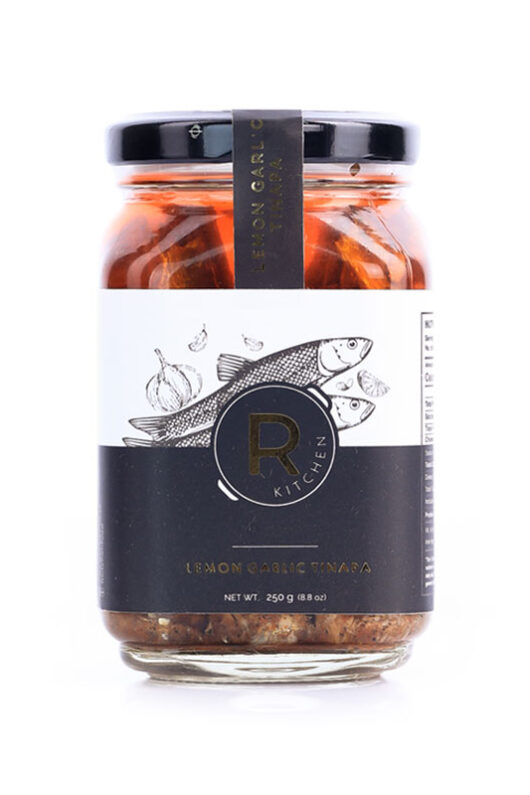 LEMON GARLIC
TINAPA
R
KITCHEN
LEMON GARLIC TINAPA
NET WT. 250 g (8.8 oz)